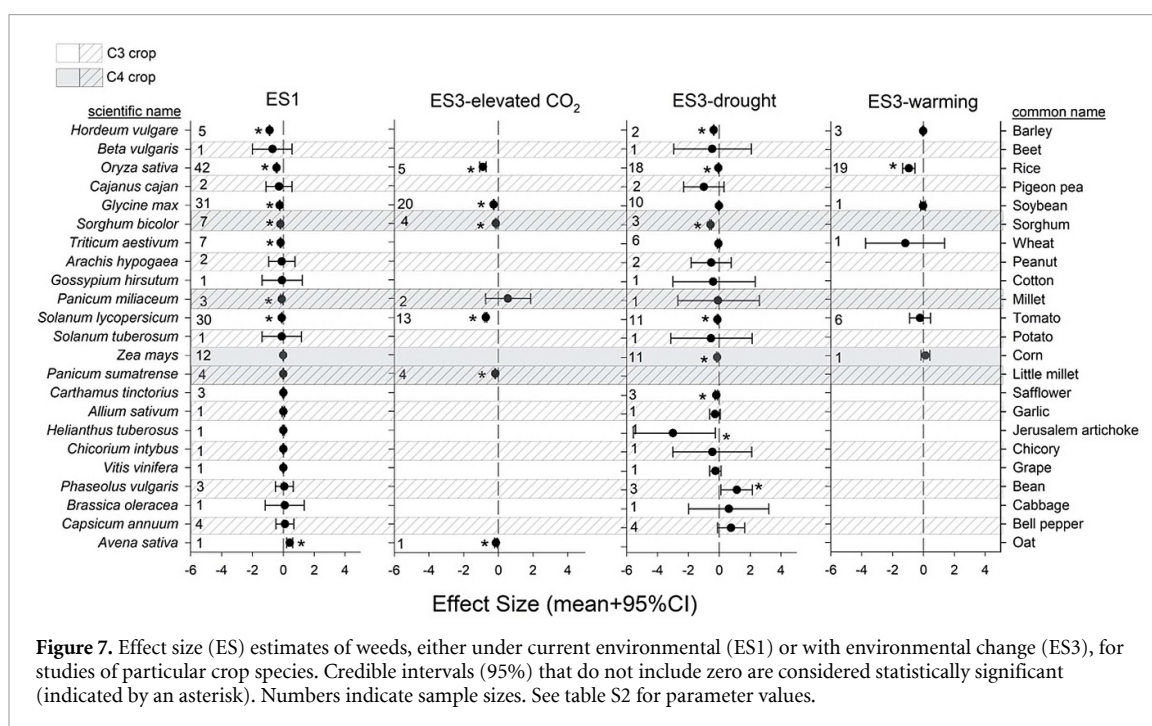 C3 crop
C4 crop
scientific name ES1 ES3-elevated CO2 ES3-drought ES3-warming common name
Hordeum vulgare 5 * 2 * 3 Barley
Beta vulgaris 1 1 Beet
Oryza sativa 42 * 5 * 18 * 19 * Rice
Cajanus cajan 2 2 Pigeon pea
Glycine max 31 * 20 * 10 1 Soybean
Sorghum bicolor 7 * 4 * 3 * Sorghum
Triticum aestivum 7 * 6 1 Wheat
Arachis hypogaea 2 2 Peanut
Gossypium hirsutum 1 1 Cotton
Panicum miliaceum 3 * 2 1 Millet
Solanum lycopersicum 30 * 13 * 11 * 6 Tomato
Solanum tuberosum 1 1 Potato
Zea mays 12 11 * 1 Corn
Panicum sumatrense 4 4 * Little millet
Carthamus tinctorius 3 3 * Safflower
Allium sativum 1 1 Garlic
Helianthus tuberosus 1 1 * Jerusalem artichoke
Chicorium intybus 1 1 Chicory
Vitis vinifera 1 1 Grape
Phaseolus vulgaris 3 3 * Bean
Brassica oleracea 1 1 Cabbage
Capsicum annuum 4 4 Bell pepper
Avena sativa 1 * 1 * Oat
-6 -4 -2 0 2 4 -6 -4 -2 0 2 4 -6 -4 -2 0 2 4 -6 -4 -2 0 2 4
Effect Size (mean+95%CI)
Figure 7. Effect size (ES) estimates of weeds, either under current environmental (ES1) or with environmental change (ES3), for
studies of particular crop species. Credible intervals (95%) that do not include zero are considered statistically significant
(indicated by an asterisk). Numbers indicate sample sizes. See table S2 for parameter values.